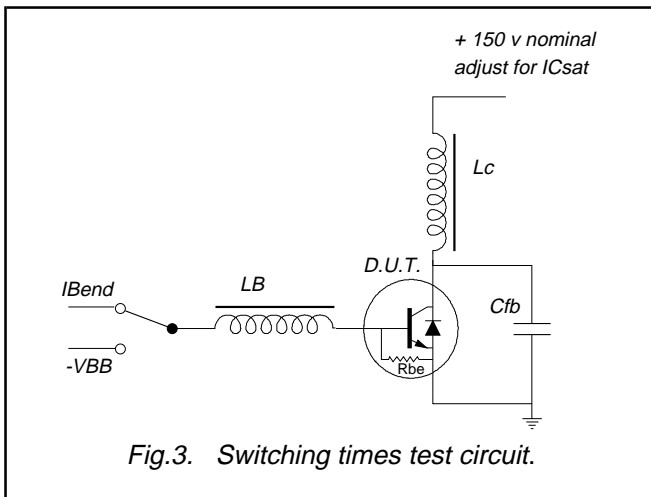 + 150 v nominal
adjust for ICsat
Lc
D.U.T.
LB
IBend
Cfb
-VBB
Rbe
Fig.3. Switching times test circuit.